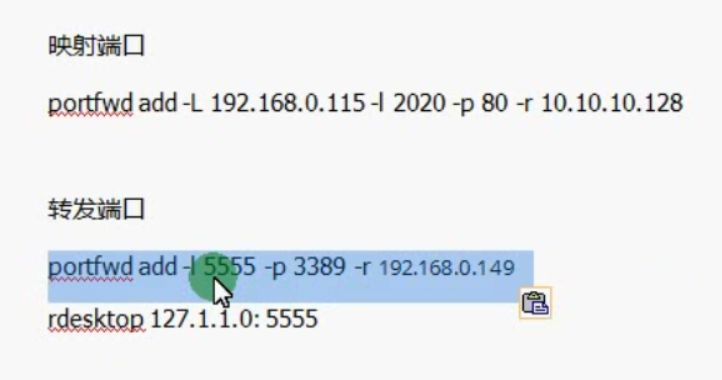 映射端口
portfwd add -L 192.168.0.115 -l 2020 -p 80 -r 10.10.10.128
转发端口
portfwd add -l 5555 -p 3389 -r 192.168.0.149
rdesktop 127.1.1.0: 5555